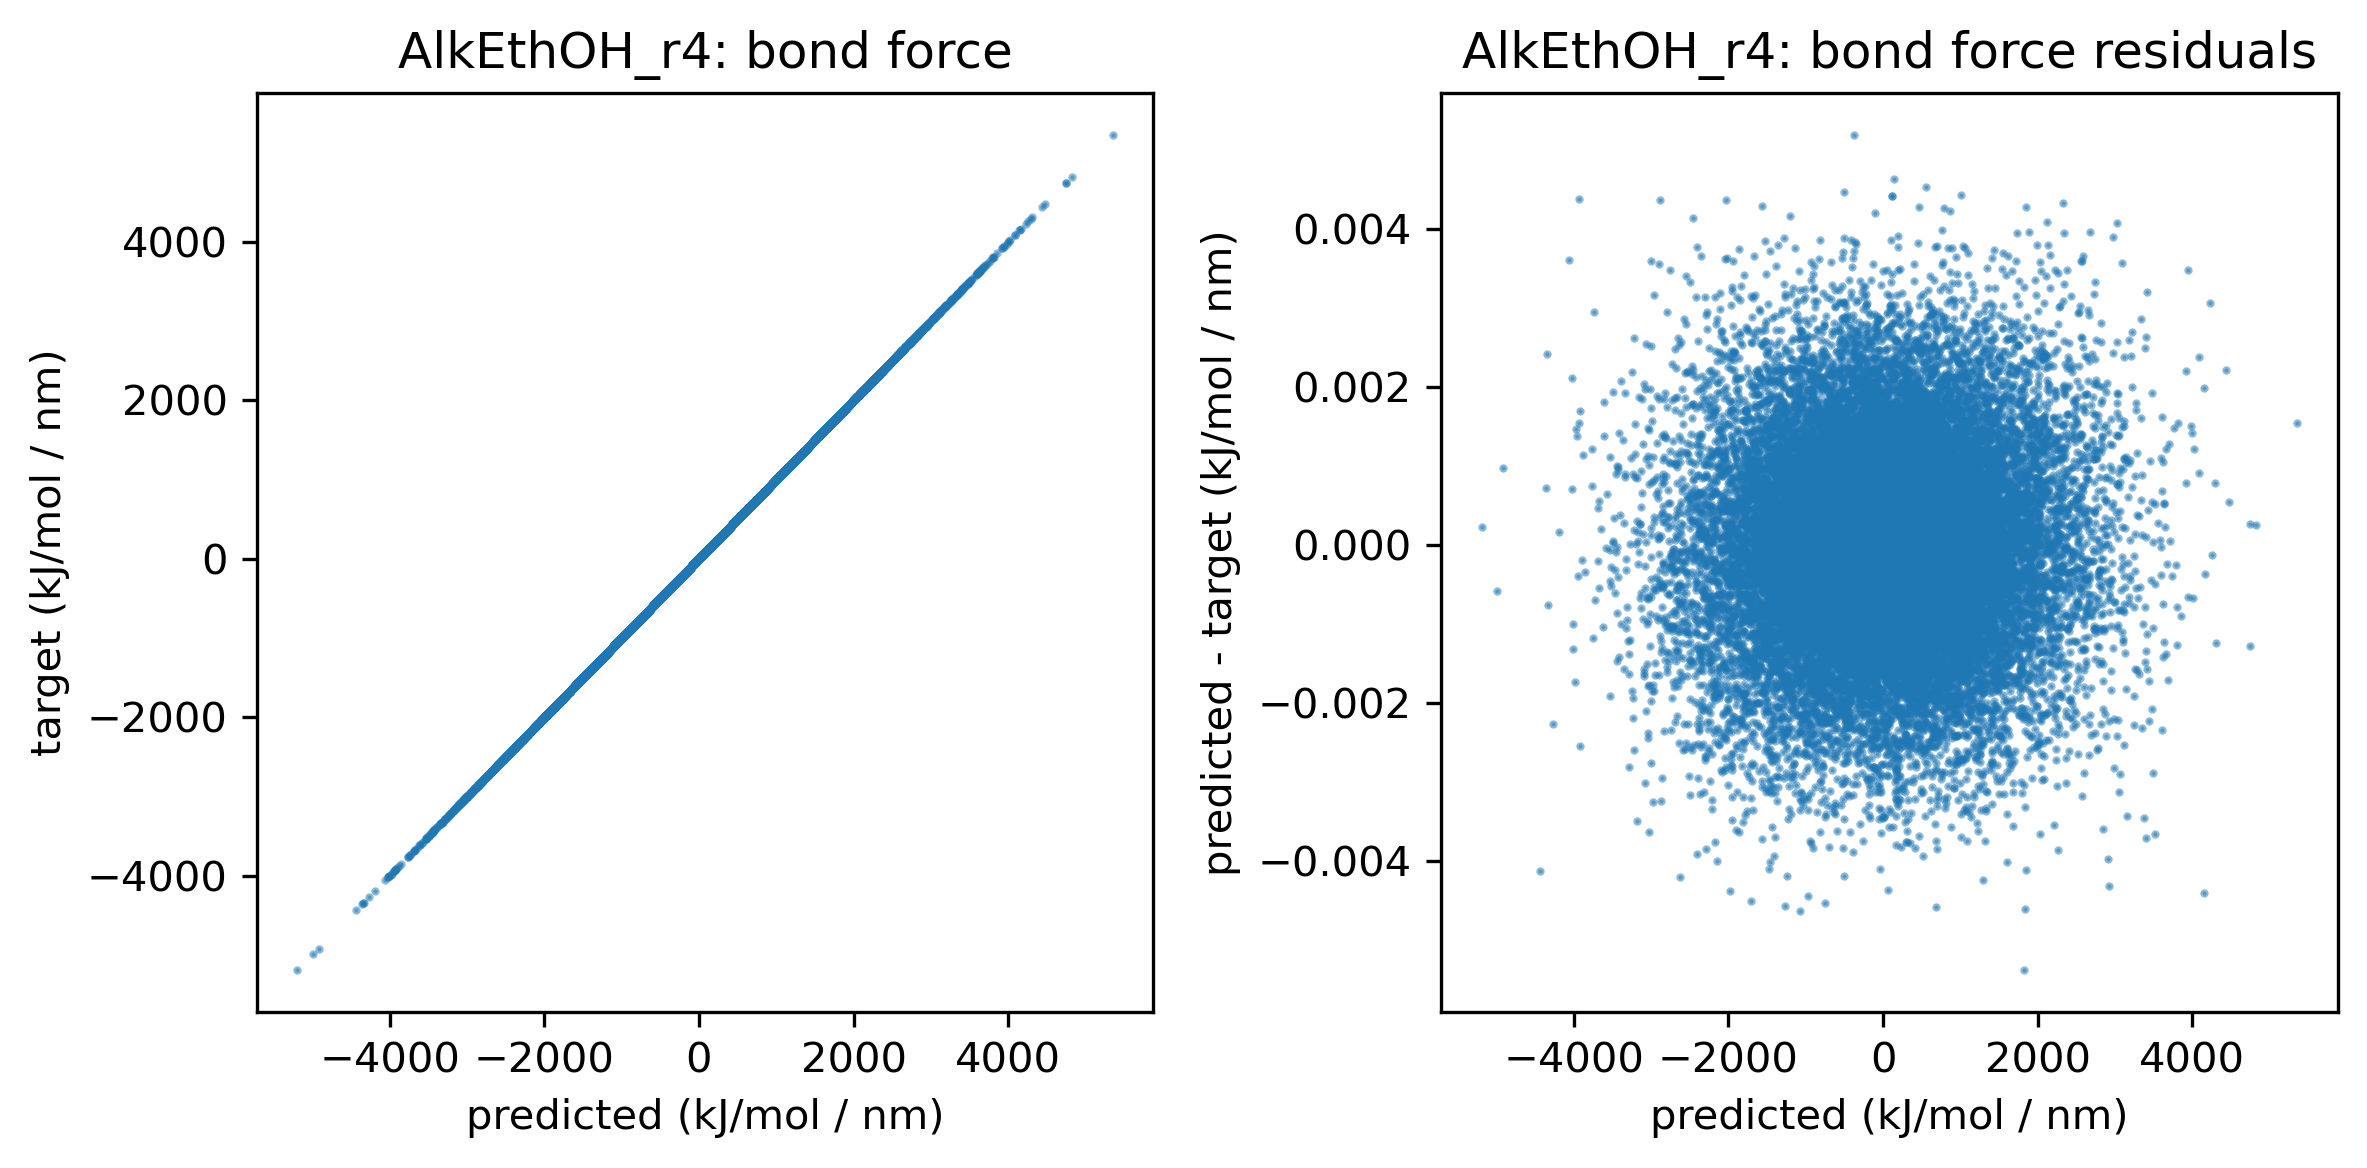 AlkEthOH_r4: bond force
target (kJ/mol / nm)
4000
2000
0
−2000
−4000
−4000 −2000 0 2000 4000
predicted (kJ/mol / nm)
AlkEthOH_r4: bond force residuals
predicted - target (kJ/mol / nm)
0.004
0.002
0.000
−0.002
−0.004
−4000 −2000 0 2000 4000
predicted (kJ/mol / nm)